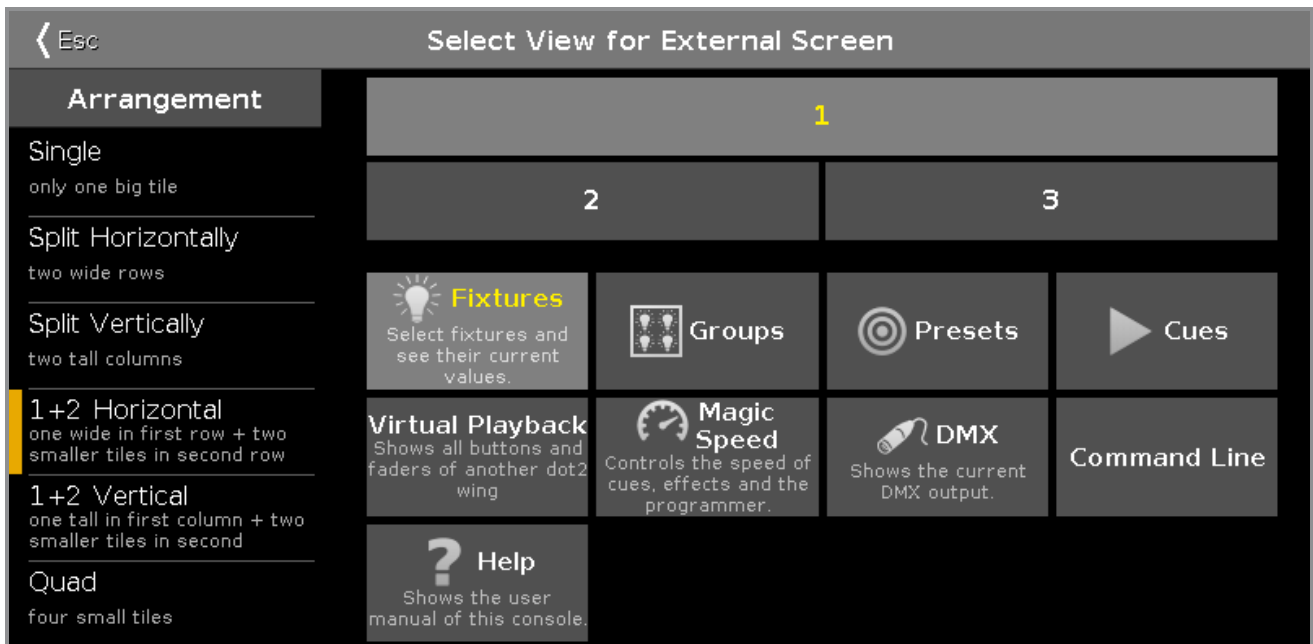 Esc
Select View for External Screen
Arrangement
Single
only one big tile
Split Horizontally
two wide rows
Split Vertically
two tall columns
1+2 Horizontal
one wide in first row + two
smaller tiles in second row
1+2 Vertical
one tall in first column + two
smaller tiles in second
Quad
four small tiles
1
2
3
Fixtures
Select fixtures and
see their current
values.
Groups
Presets
Cues
Virtual Playback
Shows all buttons and
faders of another dot2
wing
Magic
Speed
Controls the speed of
cues, effects and the
programmer.
DMX
Shows the current
DMX output.
Command Line
Help
Shows the user
manual of this console.